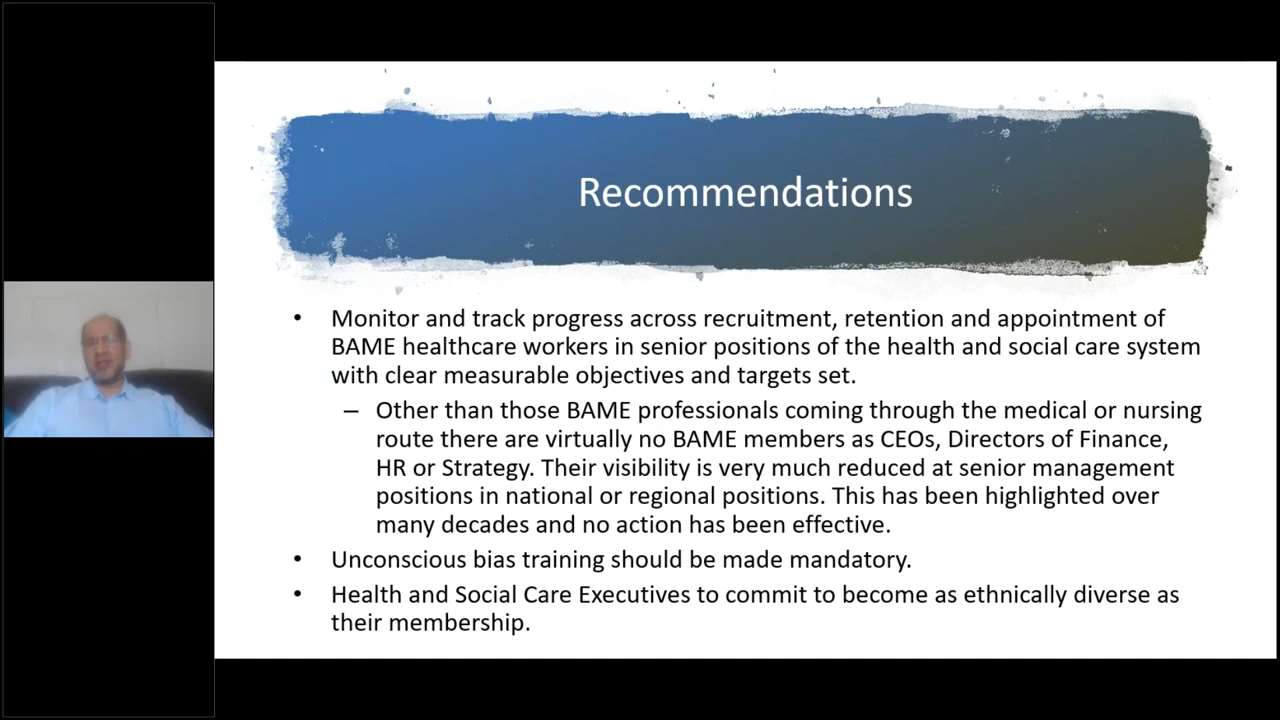 Recommendations
• Monitor and track progress across recruitment, retention and appointment of
BAME healthcare workers in senior positions of the health and social care system
with clear measurable objectives and targets set.
– Other than those BAME professionals coming through the medical or nursing
route there are virtually no BAME members as CEOs, Directors of Finance,
HR or Strategy. Their visibility is very much reduced at senior management
positions in national or regional positions. This has been highlighted over
many decades and no action has been effective.
• Unconscious bias training should be made mandatory.
• Health and Social Care Executives to commit to become as ethnically diverse as
their membership.